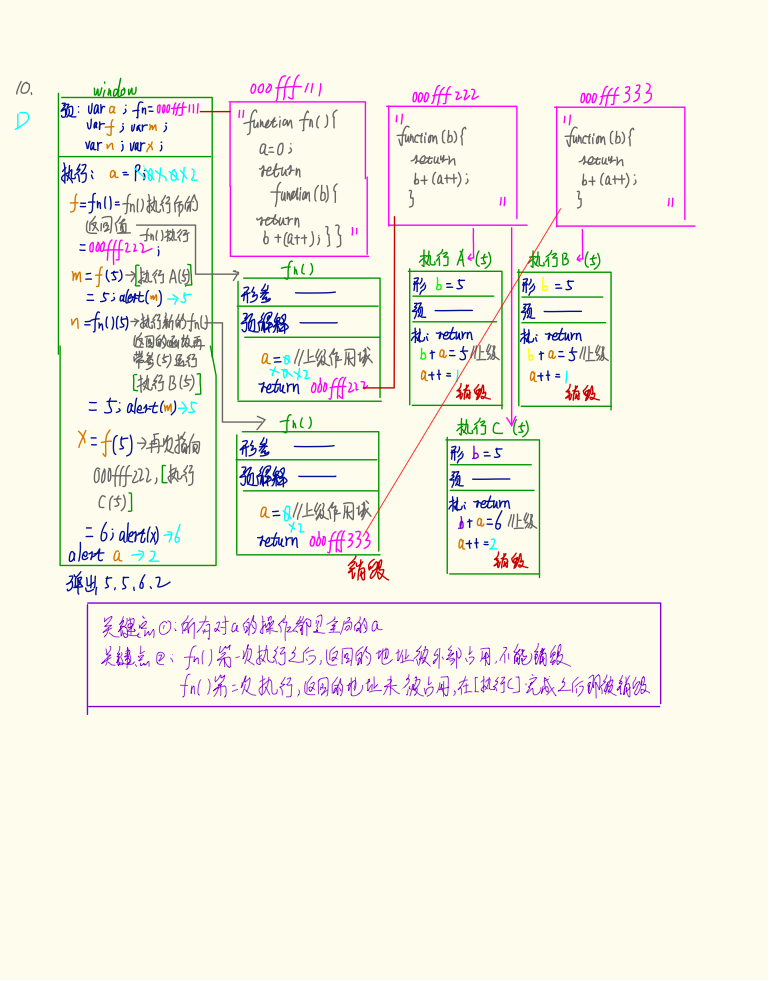 10.
D
window
预: var a ; fn=000fff111
var f ; var m ;
var n ; var x ;
执行: a =
f=fn()=fn()执行后的
返回值
fn()执行
=000fff222;
m=f(5)→[执行A(5)]
= 5; alert(m) →5
n=fn()(5)→执行新的fn()
返回的函数再
带参(5)运行
[执行B(5)]
= 5; alert(m)→5
x=f(5)→再次指向
000fff222,[执行
C(5)]
= 6; alert(x)→6
alert a →2
弹出 5, 5, 6, 2
000fff111
"function fn(){
a=0;
return
function(b){
return
b+(a++);}}"
fn()
形参 ——
预解释 ——
a=0 //上级作用域
return 000fff222
fn()
形参 ——
预解释 ——
a=0 //上级作用域
return 000fff333
销毁
000fff222
"
function(b){
return
b+(a++);
}
"
执行 A (5)
形 b=5
预 ——
执: return
b+a=5 //上级
a++=1
销毁
执行 C (5)
形 b=5
预 ——
执: return
b+a=6 //上级
a++=2
销毁
000fff333
"
function(b){
return
b+(a++);
}
"
执行 B (5)
形 b=5
预 ——
执: return
b+a=5 //上级
a++=1
销毁
关键点①:所有对a的操作都是全局的a
关键点②: fn()第一次执行之后,返回的地址被外部占用,不能销毁
fn()第二次执行,返回的地址未被占用,在[执行C]完成之后即被销毁